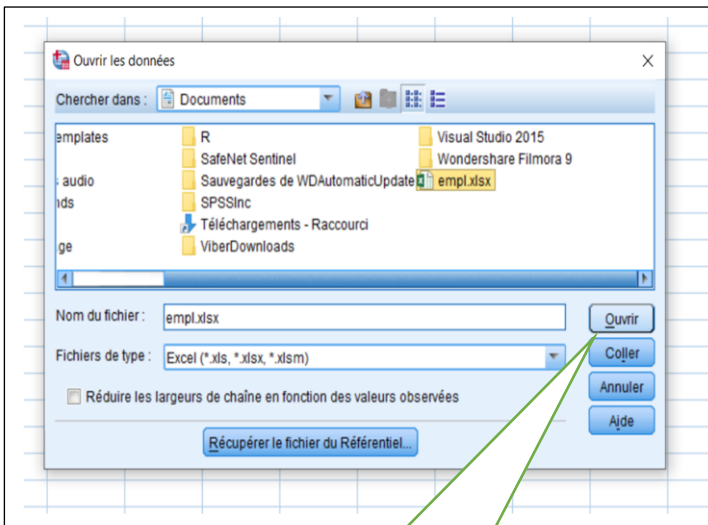 Ouvrir les données
Chercher dans : Documents
emplates
R
Visual Studio 2015
SafeNet Sentinel
Wondershare Filmora 9
audio
Sauvegardes de WDAutomaticUpdate
empl.xlsx
ds
SPSSInc
Téléchargements - Raccourci
ge
ViberDownloads
Nom du fichier : empl.xlsx
Ouvrir
Fichiers de type : Excel (*.xls, *.xlsx, *.xlsm)
Coller
Réduire les largeurs de chaîne en fonction des valeurs observées
Annuler
Aide
Récupérer le fichier du Référentiel...